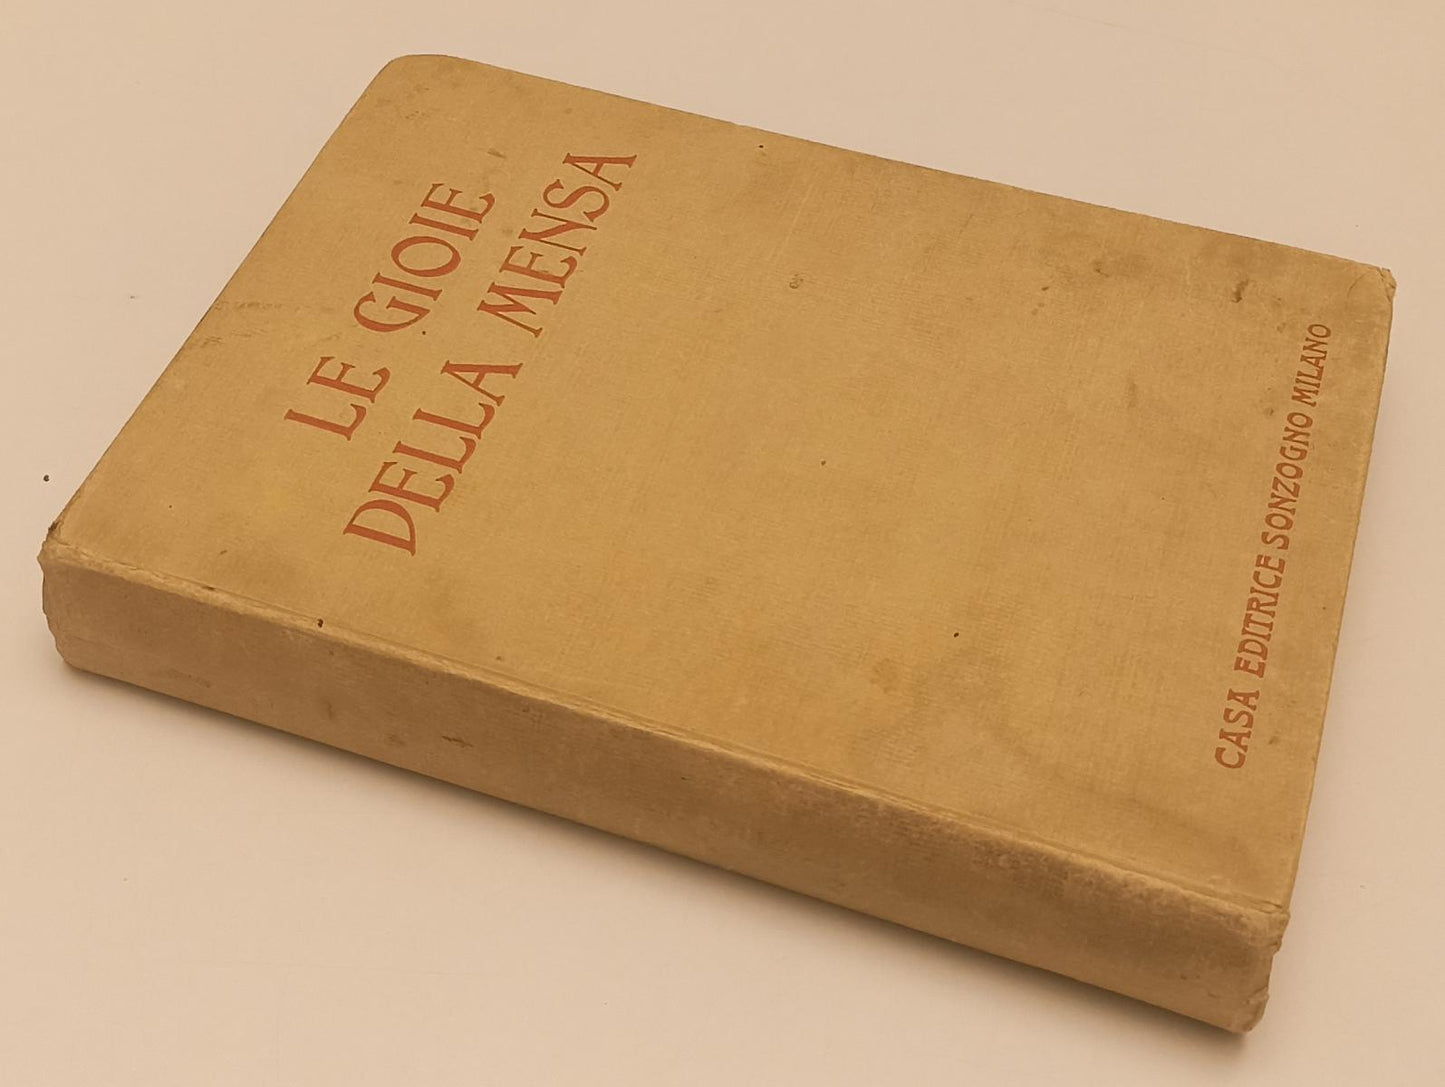 LE GIOIE
DELLA MENSA
CASA EDITRICE SONZOGNO MILANO